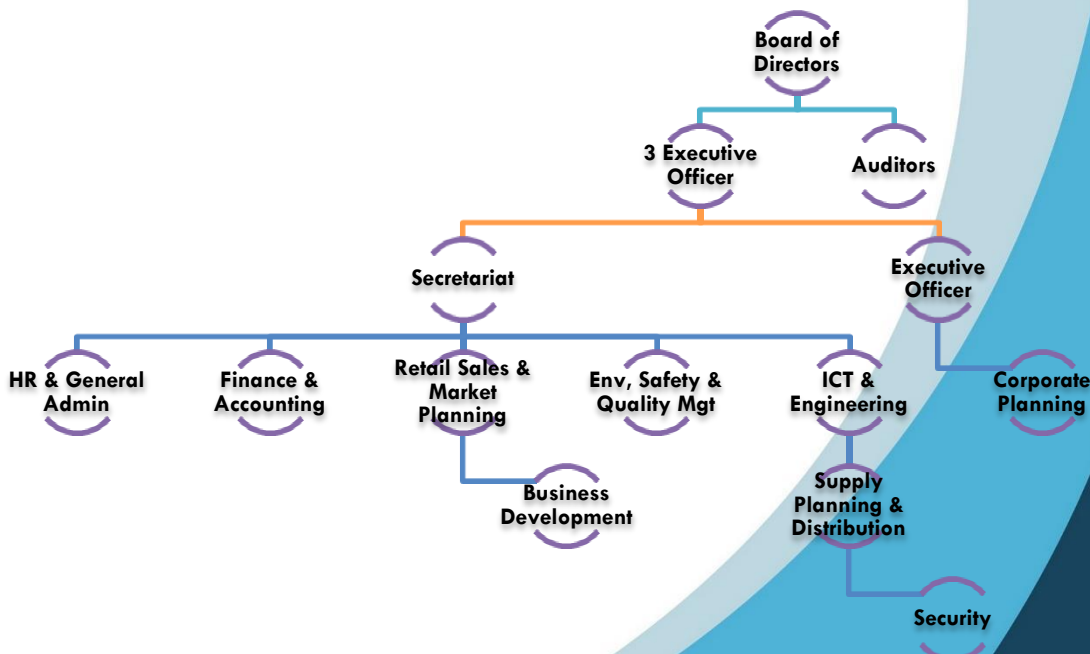 Board of
Directors
3 Executive
Officer
Auditors
Secretariat
Executive
Officer
HR & General
Admin
Finance &
Accounting
Retail Sales &
Market
Planning
Env, Safety &
Quality Mgt
ICT &
Engineering
Corporate
Planning
Business
Development
Supply
Planning &
Distribution
Security